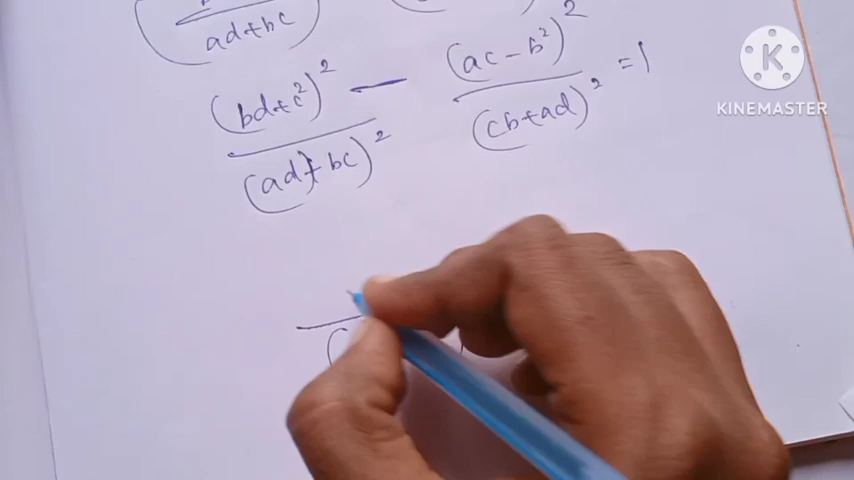 ad+bc
(bd+c²)² — (ac-b²)² = 1
(ad+bc)² (cb+ad)²
KINEMASTER